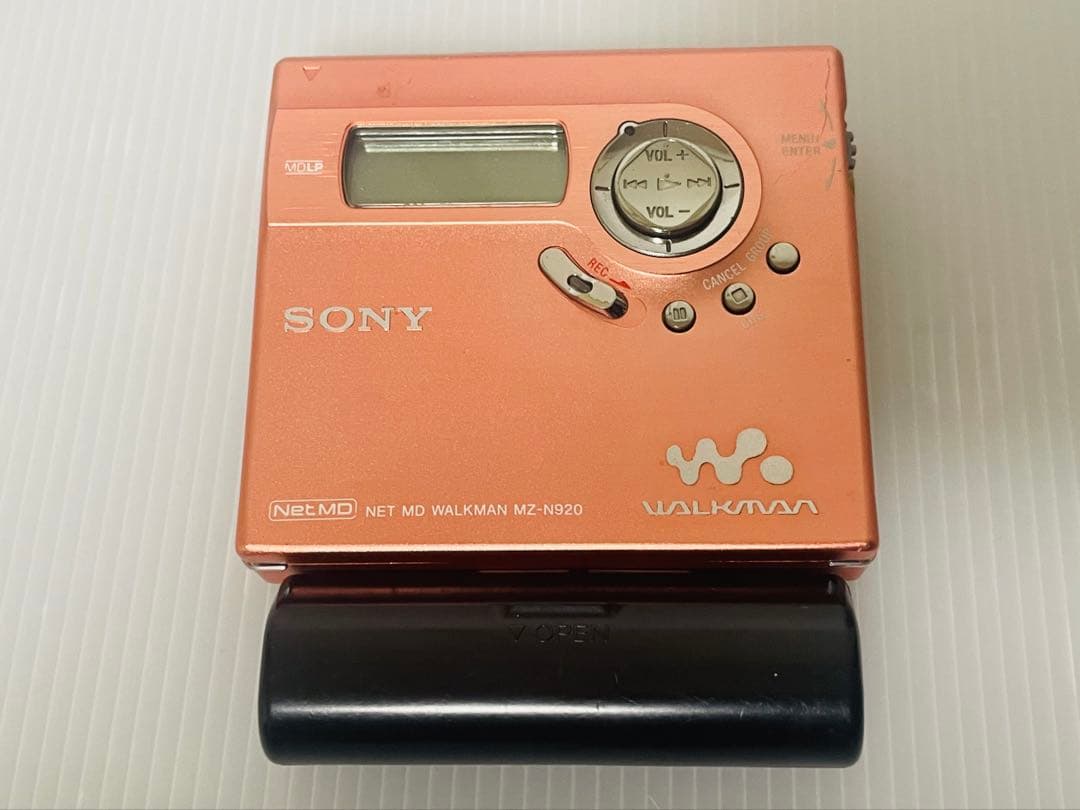 MENU/
ENTER
MDLP
VOL +
VOL −
REC
CANCEL GROUP
SONY
WALKMAN
NetMD NET MD WALKMAN MZ-N920
OPEN